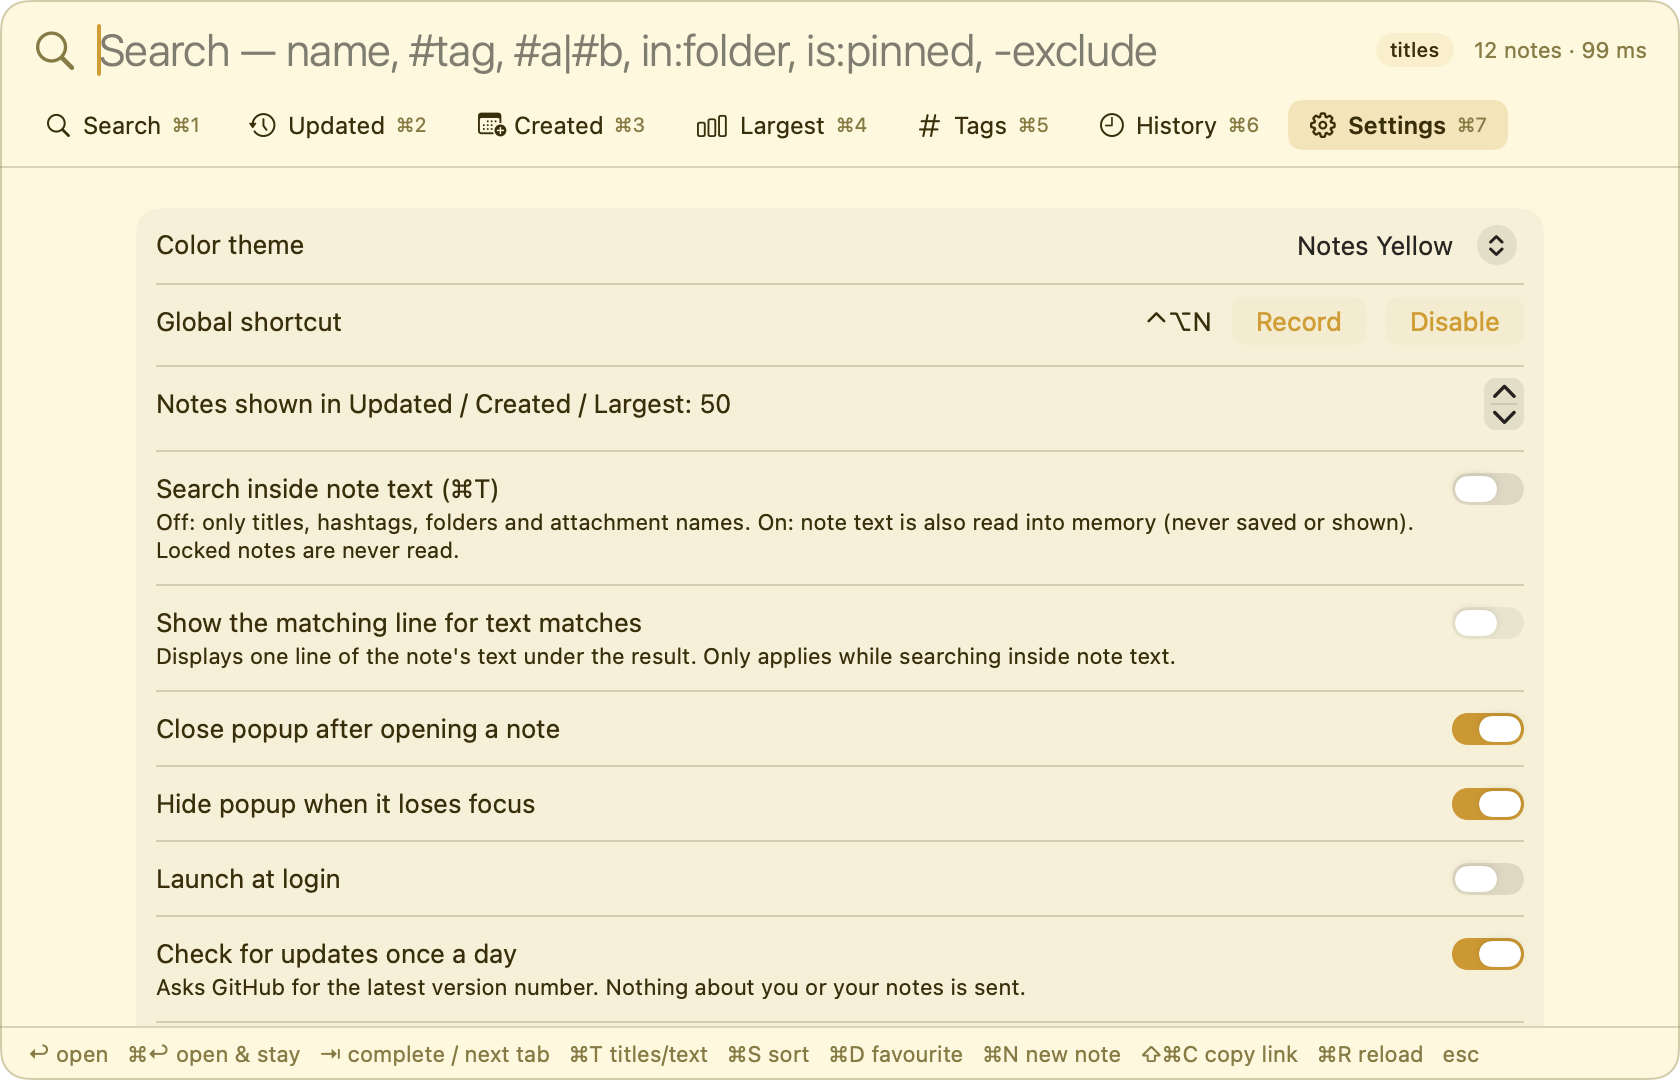 Search — name, #tag, #a|#b, in:folder, is:pinned, -exclude titles 12 notes · 99 ms
Search ⌘1 Updated ⌘2 Created ⌘3 Largest ⌘4 # Tags ⌘5 History ⌘6 Settings ⌘7
Color theme Notes Yellow
Global shortcut ^⌥N Record Disable
Notes shown in Updated / Created / Largest: 50
Search inside note text (⌘T)
Off: only titles, hashtags, folders and attachment names. On: note text is also read into memory (never saved or shown).
Locked notes are never read.
Show the matching line for text matches
Displays one line of the note's text under the result. Only applies while searching inside note text.
Close popup after opening a note
Hide popup when it loses focus
Launch at login
Check for updates once a day
Asks GitHub for the latest version number. Nothing about you or your notes is sent.
↩ open ⌘↩ open & stay ⇥ complete / next tab ⌘T titles/text ⌘S sort ⌘D favourite ⌘N new note ⇧⌘C copy link ⌘R reload esc